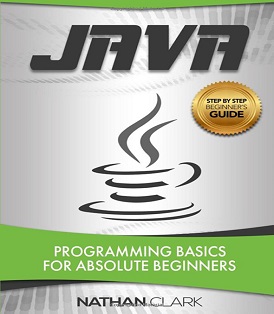 JAVA
STEP BY STEP
BEGINNER'S
GUIDE
PROGRAMMING BASICS
FOR ABSOLUTE BEGINNERS
NATHAN CLARK